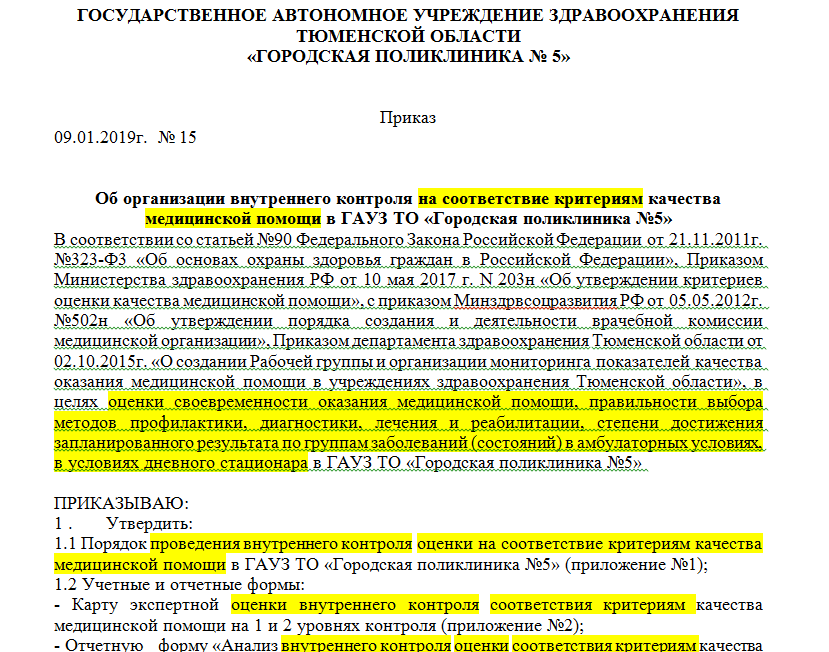 ГОСУДАРСТВЕННОЕ АВТОНОМНОЕ УЧРЕЖДЕНИЕ ЗДРАВООХРАНЕНИЯ
ТЮМЕНСКОЙ ОБЛАСТИ
«ГОРОДСКАЯ ПОЛИКЛИНИКА № 5»
Приказ
09.01.2019г. № 15
Об организации внутреннего контроля на соответствие критериям качества
медицинской помощи в ГАУЗ ТО «Городская поликлиника №5»
В соответствии со статьей №90 Федерального Закона Российской Федерации от 21.11.2011г.
№323-ФЗ «Об основах охраны здоровья граждан в Российской Федерации», Приказом
Министерства здравоохранения РФ от 10 мая 2017 г. N 203н «Об утверждении критериев
оценки качества медицинской помощи», с приказом Минздрвсоцразвития РФ от 05.05.2012г.
№502н «Об утверждении порядка создания и деятельности врачебной комиссии
медицинской организации», Приказом департамента здравоохранения Тюменской области от
02.10.2015г. «О создании Рабочей группы и организации мониторинга показателей качества
оказания медицинской помощи в учреждениях здравоохранения Тюменской области», в
целях оценки своевременности оказания медицинской помощи, правильности выбора
методов профилактики, диагностики, лечения и реабилитации, степени достижения
запланированного результата по группам заболеваний (состояний) в амбулаторных условиях,
в условиях дневного стационара в ГАУЗ ТО «Городская поликлиника №5»
ПРИКАЗЫВАЮ:
1 . Утвердить:
1.1 Порядок проведения внутреннего контроля оценки на соответствие критериям качества
медицинской помощи в ГАУЗ ТО «Городская поликлиника №5» (приложение №1);
1.2 Учетные и отчетные формы:
- Карту экспертной оценки внутреннего контроля соответствия критериям качества
медицинской помощи на 1 и 2 уровнях контроля (приложение №2);
- Отчетную форму «Анализ внутреннего контроля оценки соответствия критериям качества